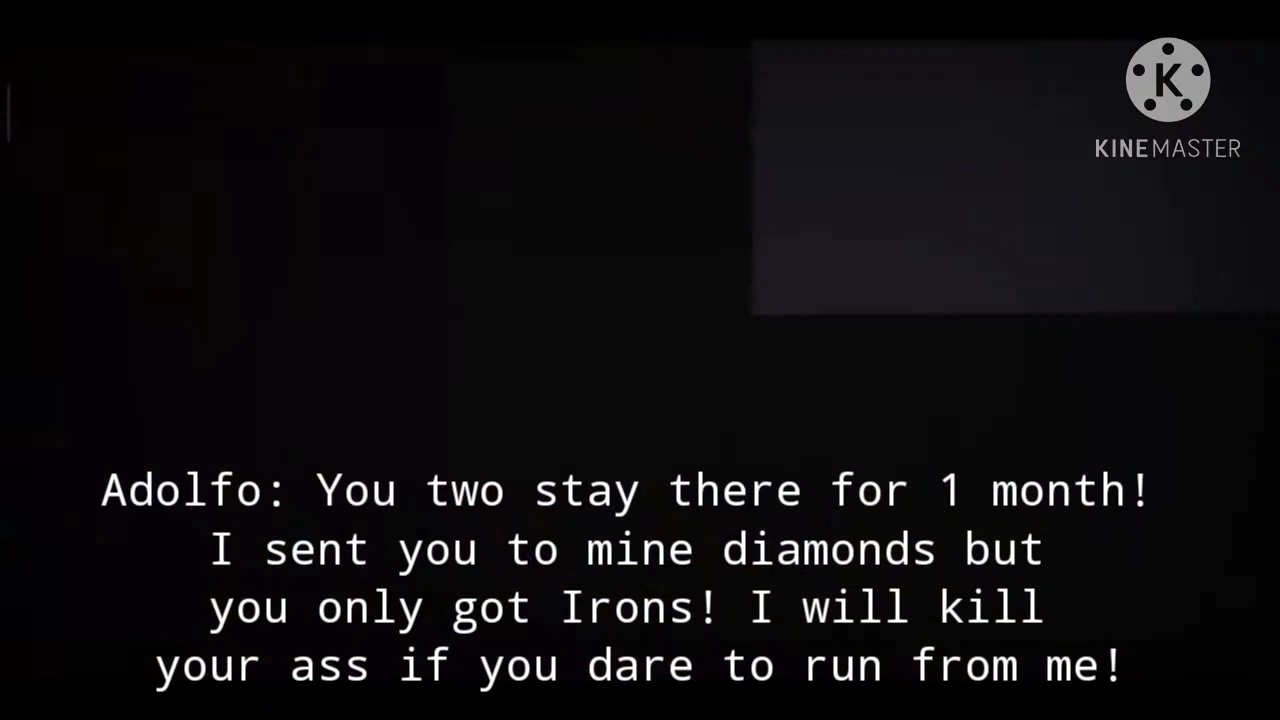 K
KINEMASTER
Adolfo: You two stay there for 1 month!
I sent you to mine diamonds but
you only got Irons! I will kill
your ass if you dare to run from me!